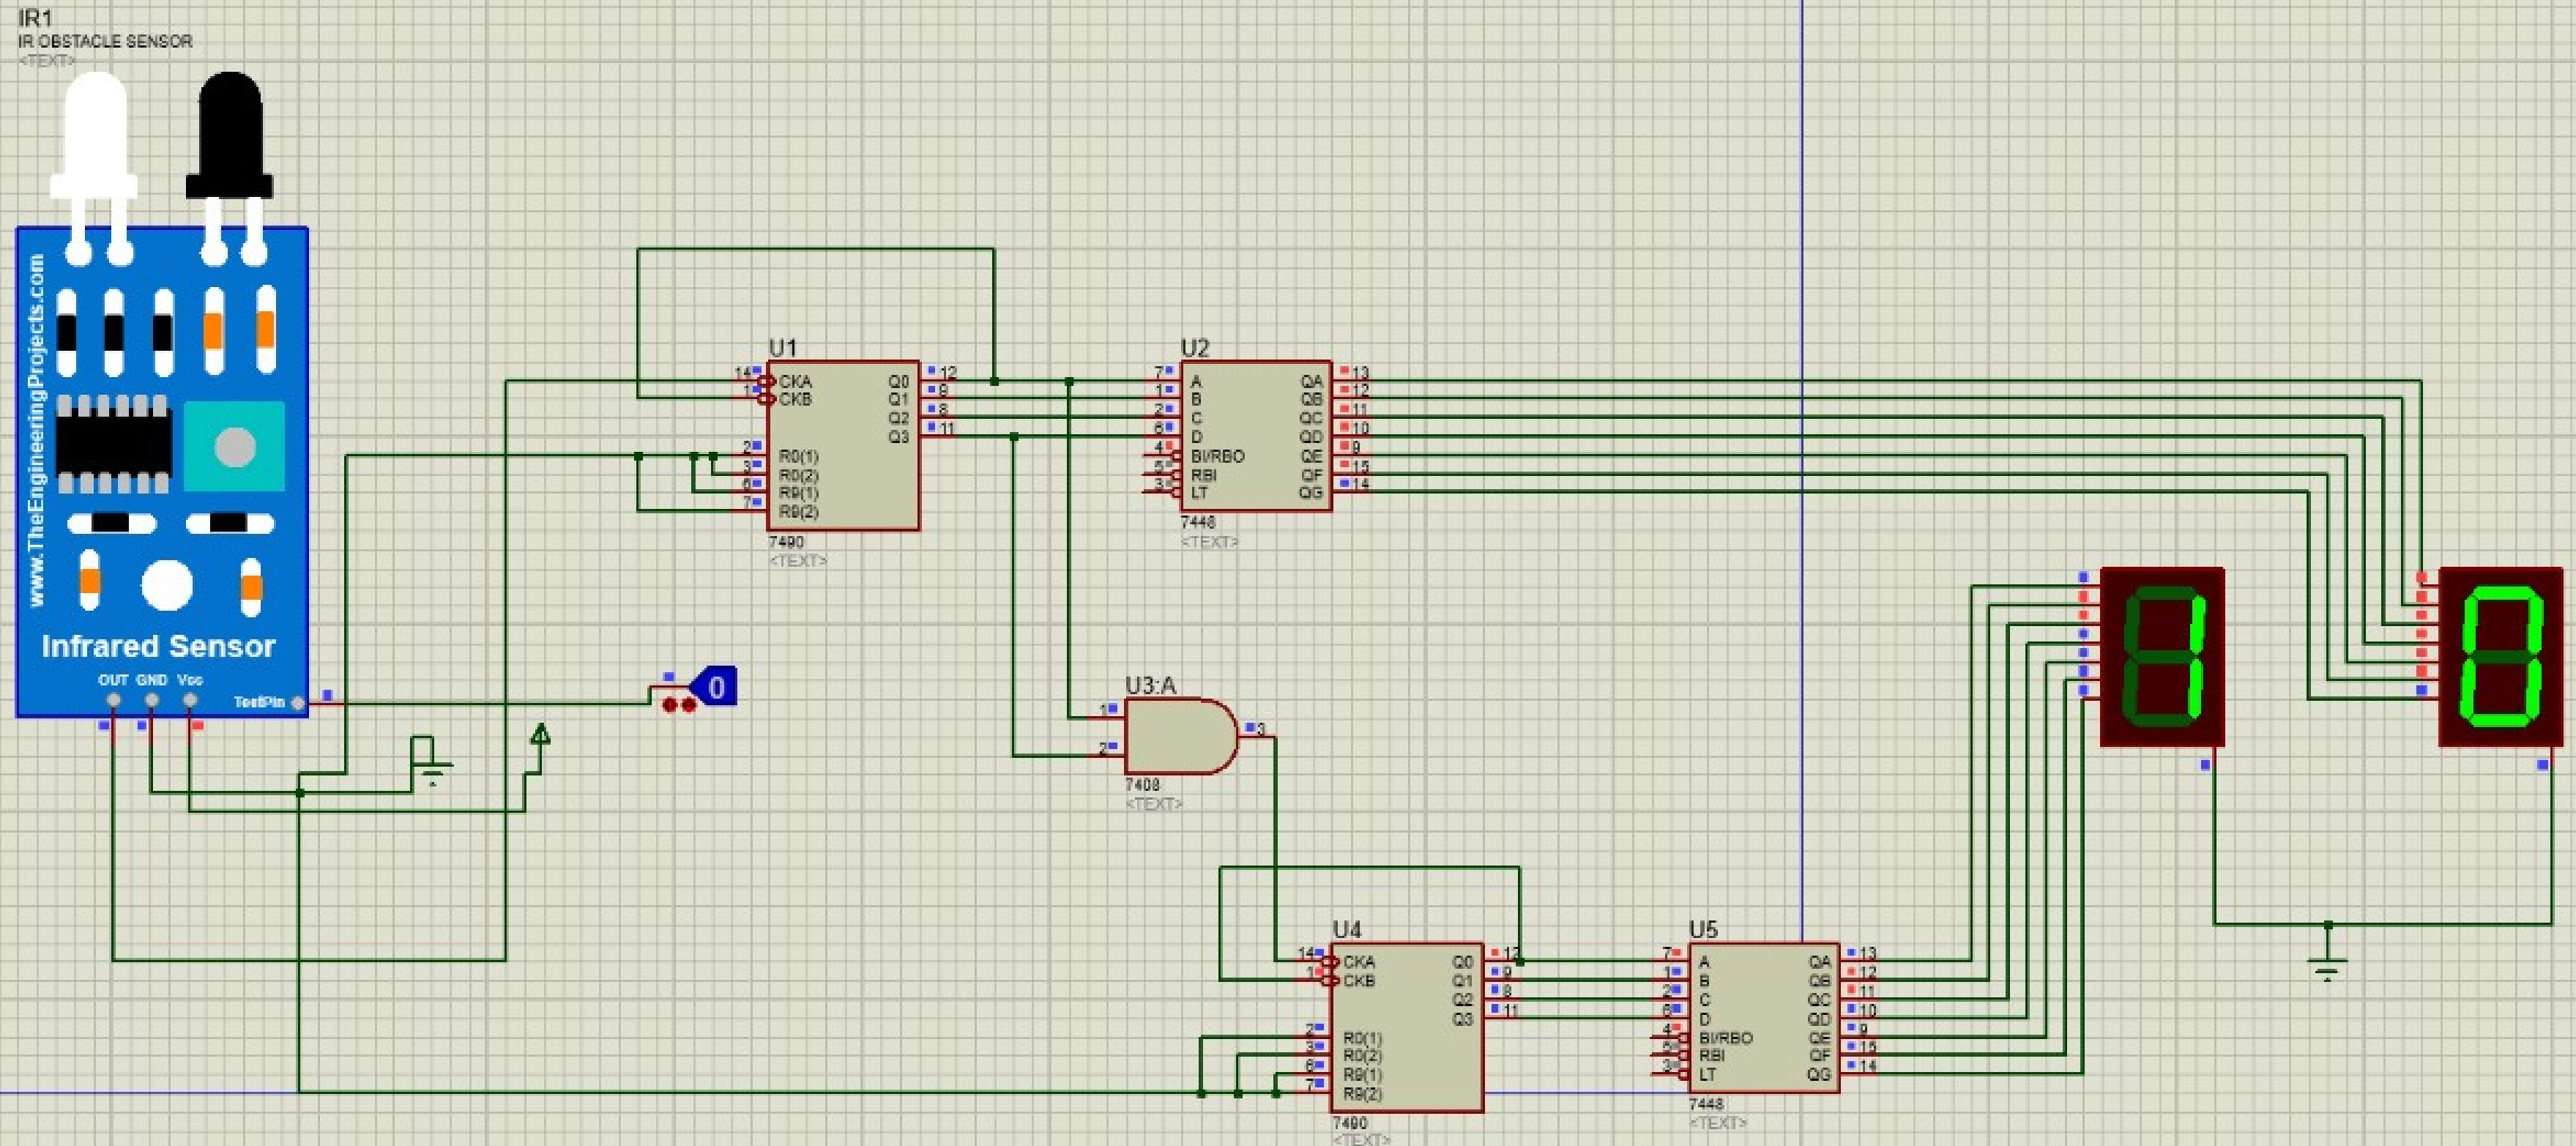 IR1
IR OBSTACLE SENSOR
<TEXT>
www.TheEngineeringProjects.com
Infrared Sensor
OUT GND Vcc
TestPin
0
U1
14 CKA Q0 12
1 CKB Q1 9
Q2 8
Q3 11
2 R0(1)
3 R0(2)
6 R9(1)
7 R9(2)
7490
<TEXT>
U2
7 A QA 13
1 B QB 12
2 C QC 11
6 D QD 10
4 BI/RBO QE 9
5 RBI QF 15
3 LT QG 14
7448
<TEXT>
U3:A
1
2
3
7408
<TEXT>
U4
14 CKA Q0 12
1 CKB Q1 9
Q2 8
Q3 11
2 R0(1)
3 R0(2)
6 R9(1)
7 R9(2)
7490
<TEXT>
U5
7 A QA 13
1 B QB 12
2 C QC 11
6 D QD 10
4 BI/RBO QE 9
5 RBI QF 15
3 LT QG 14
7448
<TEXT>
1
0